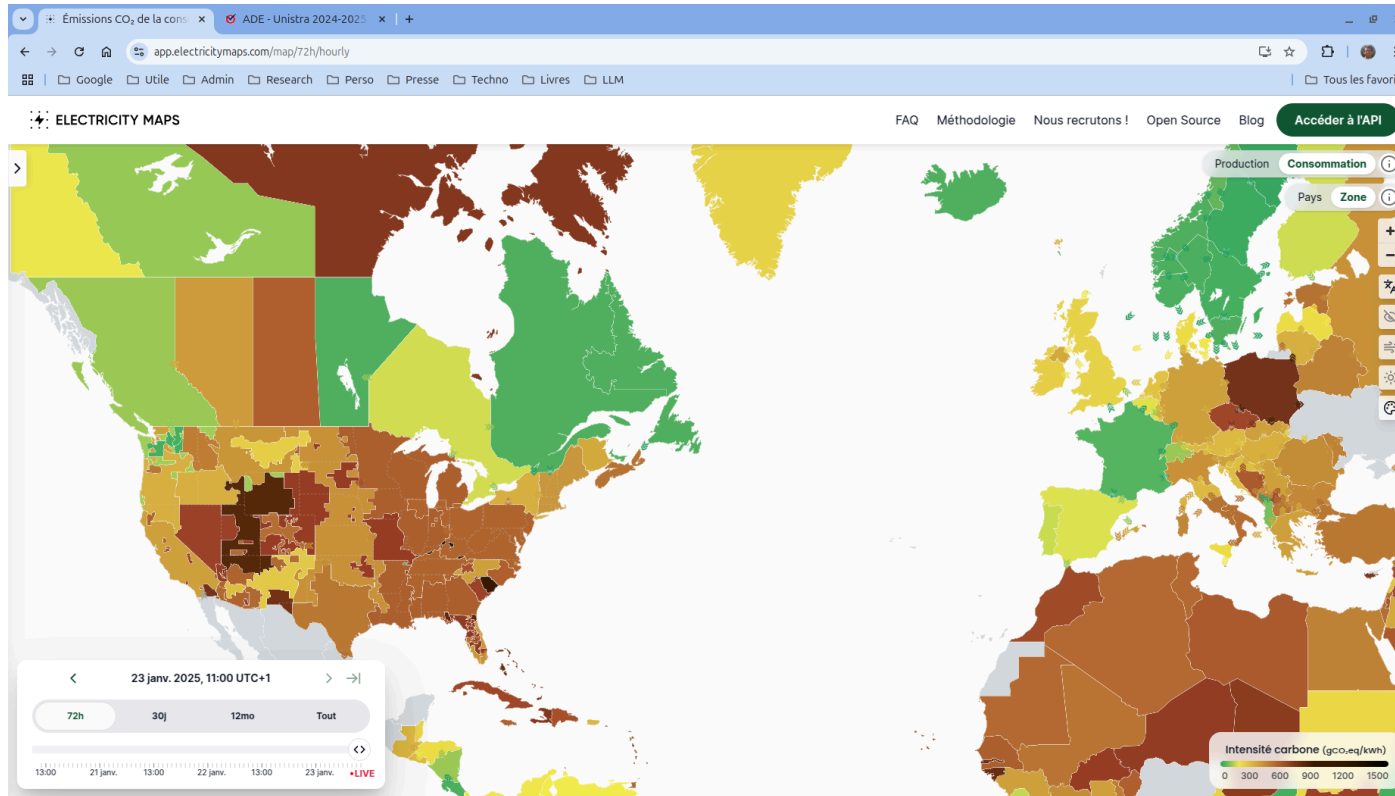 Émissions CO₂ de la cons
ADE - Unistra 2024-2025
app.electricitymaps.com/map/72h/hourly
Google Utile Admin Research Perso Presse Techno Livres LLM Tous les favori
ELECTRICITY MAPS FAQ Méthodologie Nous recrutons ! Open Source Blog Accéder à l'API
Production Consommation
Pays Zone
23 janv. 2025, 11:00 UTC+1
72h 30j 12mo Tout
13:00 21 janv. 13:00 22 janv. 13:00 23 janv. •LIVE
Intensité carbone (gCO₂eq/kwh)
0 300 600 900 1200 1500